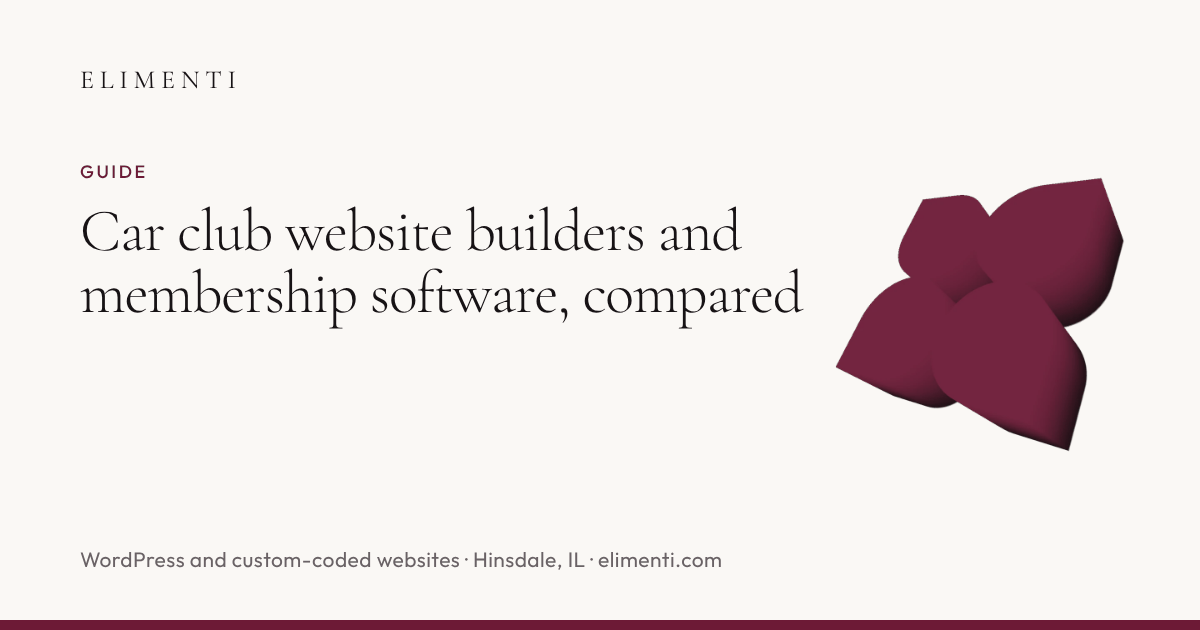 ELIMENTI
GUIDE
Car club website builders and
membership software, compared
WordPress and custom-coded websites · Hinsdale, IL · elimenti.com